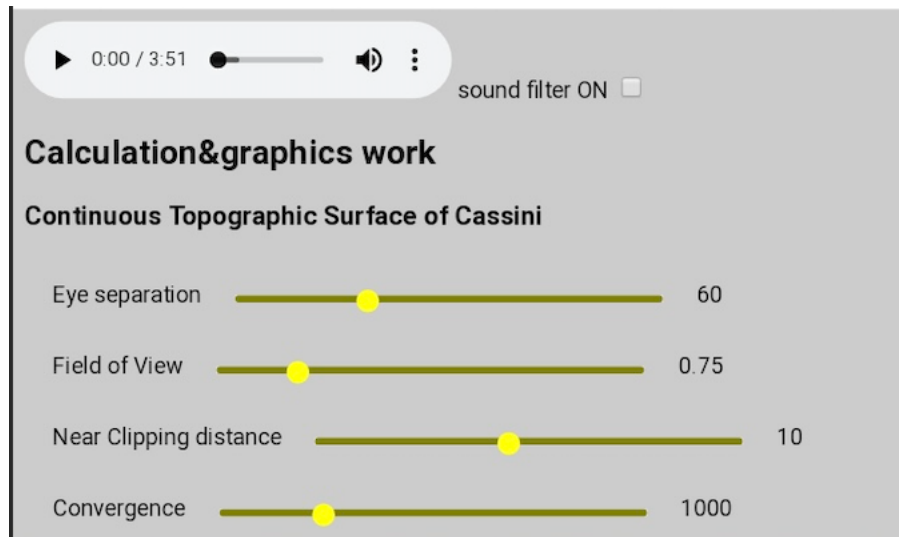 0:00 / 3:51
sound filter ON
Calculation&graphics work
Continuous Topographic Surface of Cassini
Eye separation 60
Field of View 0.75
Near Clipping distance 10
Convergence 1000